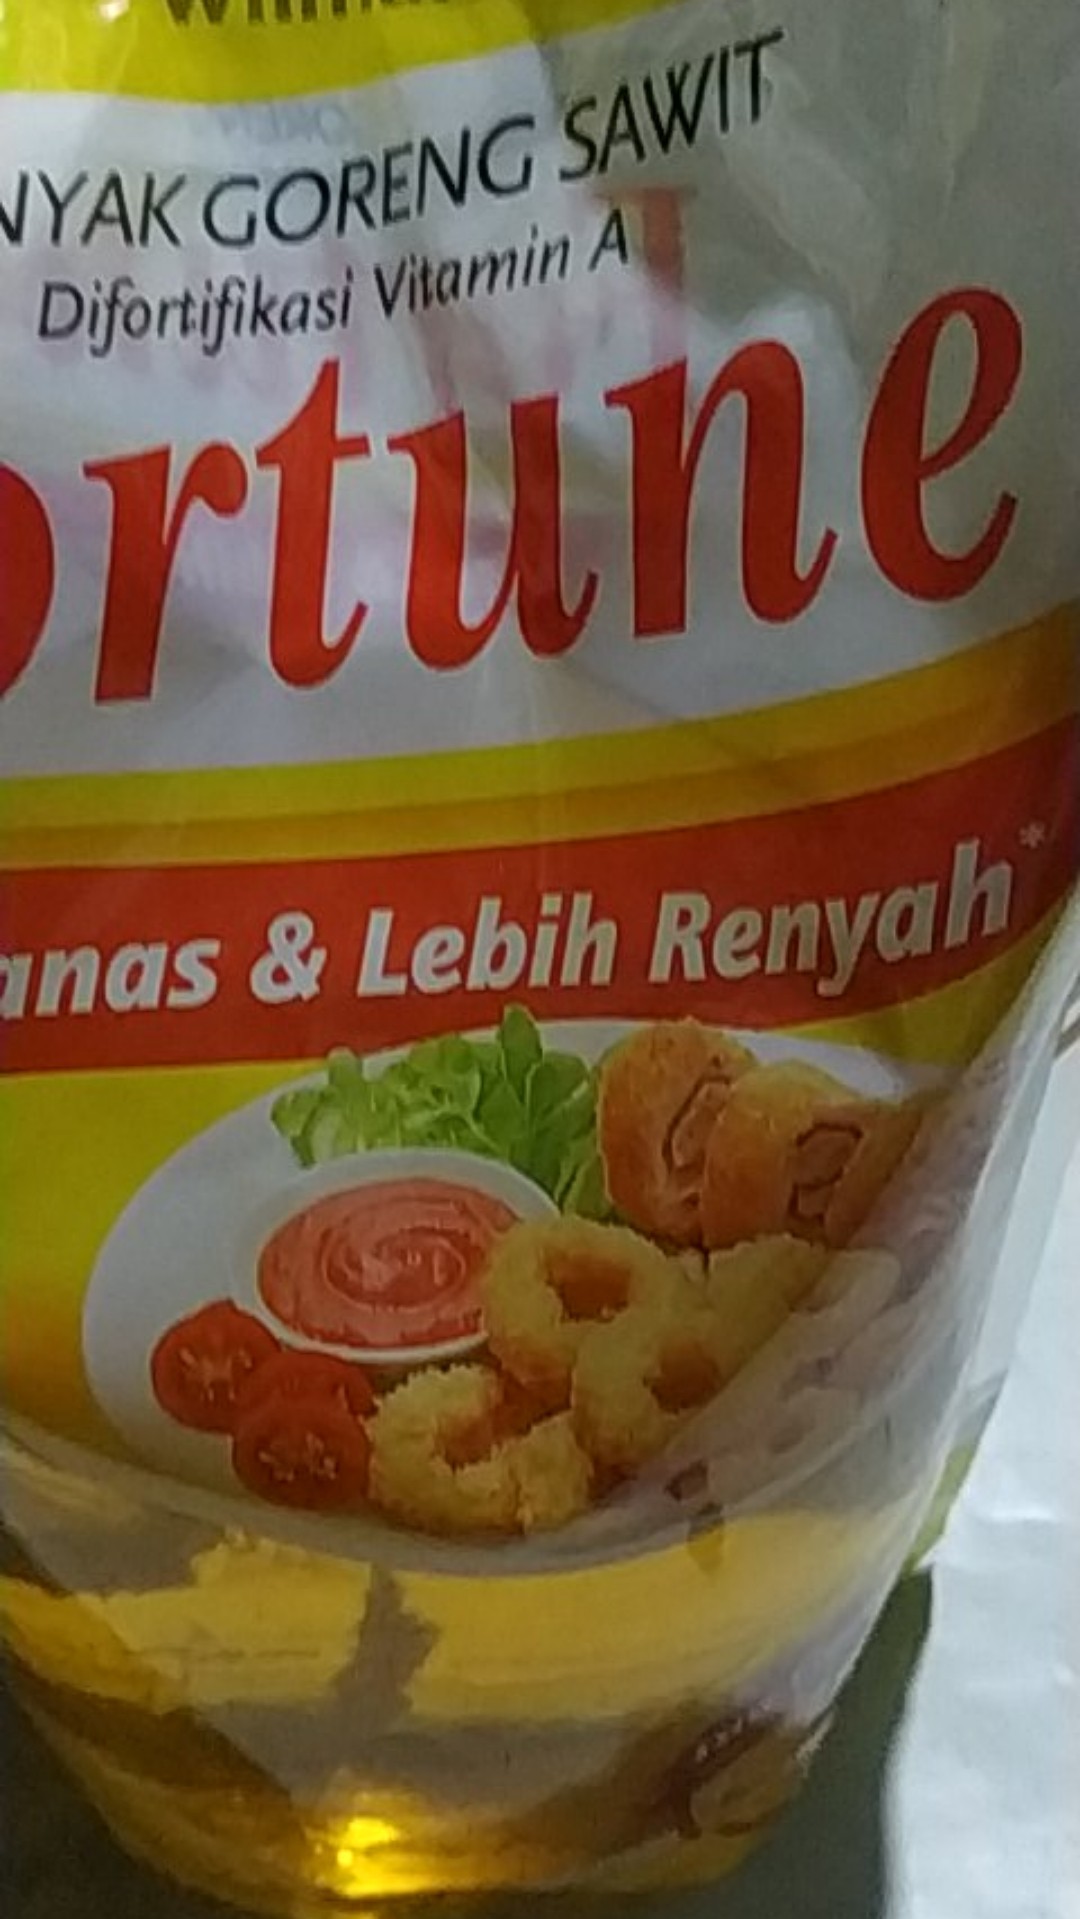 NYAK GORENG SAWIT
Difortifikasi Vitamin A
ortune
anas & Lebih Renyah*